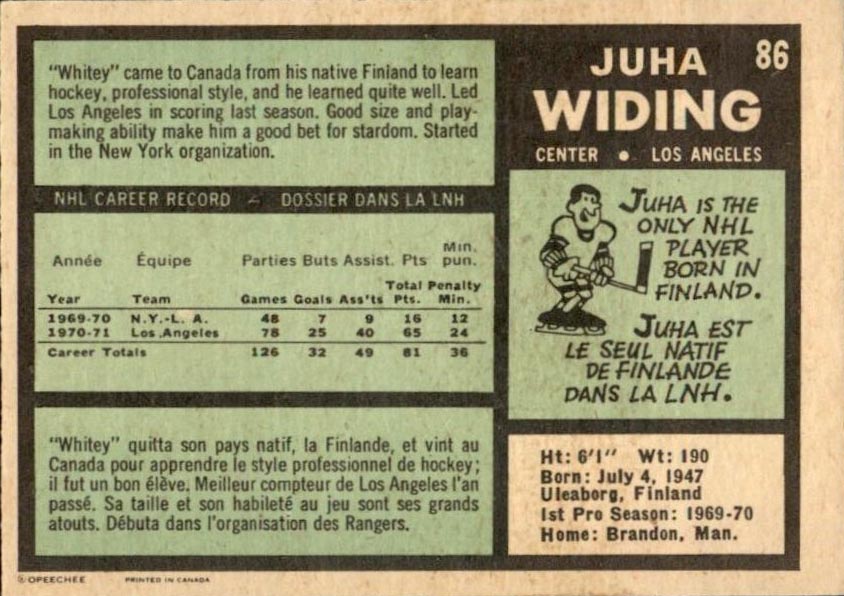 "Whitey" came to Canada from his native Finland to learn
hockey, professional style, and he learned quite well. Led
Los Angeles in scoring last season. Good size and play-
making ability make him a good bet for stardom. Started
in the New York organization.
NHL CAREER RECORD – DOSSIER DANS LA LNH
Année Équipe Parties Buts Assist. Pts Min. pun.
Year Team Games Goals Ass'ts Total Pts. Penalty Min.
1969-70 N.Y.-L. A. 48 7 9 16 12
1970-71 Los Angeles 78 25 40 65 24
Career Totals 126 32 49 81 36
"Whitey" quitta son pays natif, la Finlande, et vint au
Canada pour apprendre le style professionnel de hockey;
il fut un bon élève. Meilleur compteur de Los Angeles l'an
passé. Sa taille et son habileté au jeu sont ses grands
atouts. Débuta dans l'organisation des Rangers.
86
JUHA
WIDING
CENTER • LOS ANGELES
JUHA IS THE
ONLY NHL
PLAYER
BORN IN
FINLAND.
JUHA EST
LE SEUL NATIF
DE FINLANDE
DANS LA LNH.
Ht: 6'1" Wt: 190
Born: July 4, 1947
Uleaborg, Finland
1st Pro Season: 1969-70
Home: Brandon, Man.
© OPEECHEE PRINTED IN CANADA